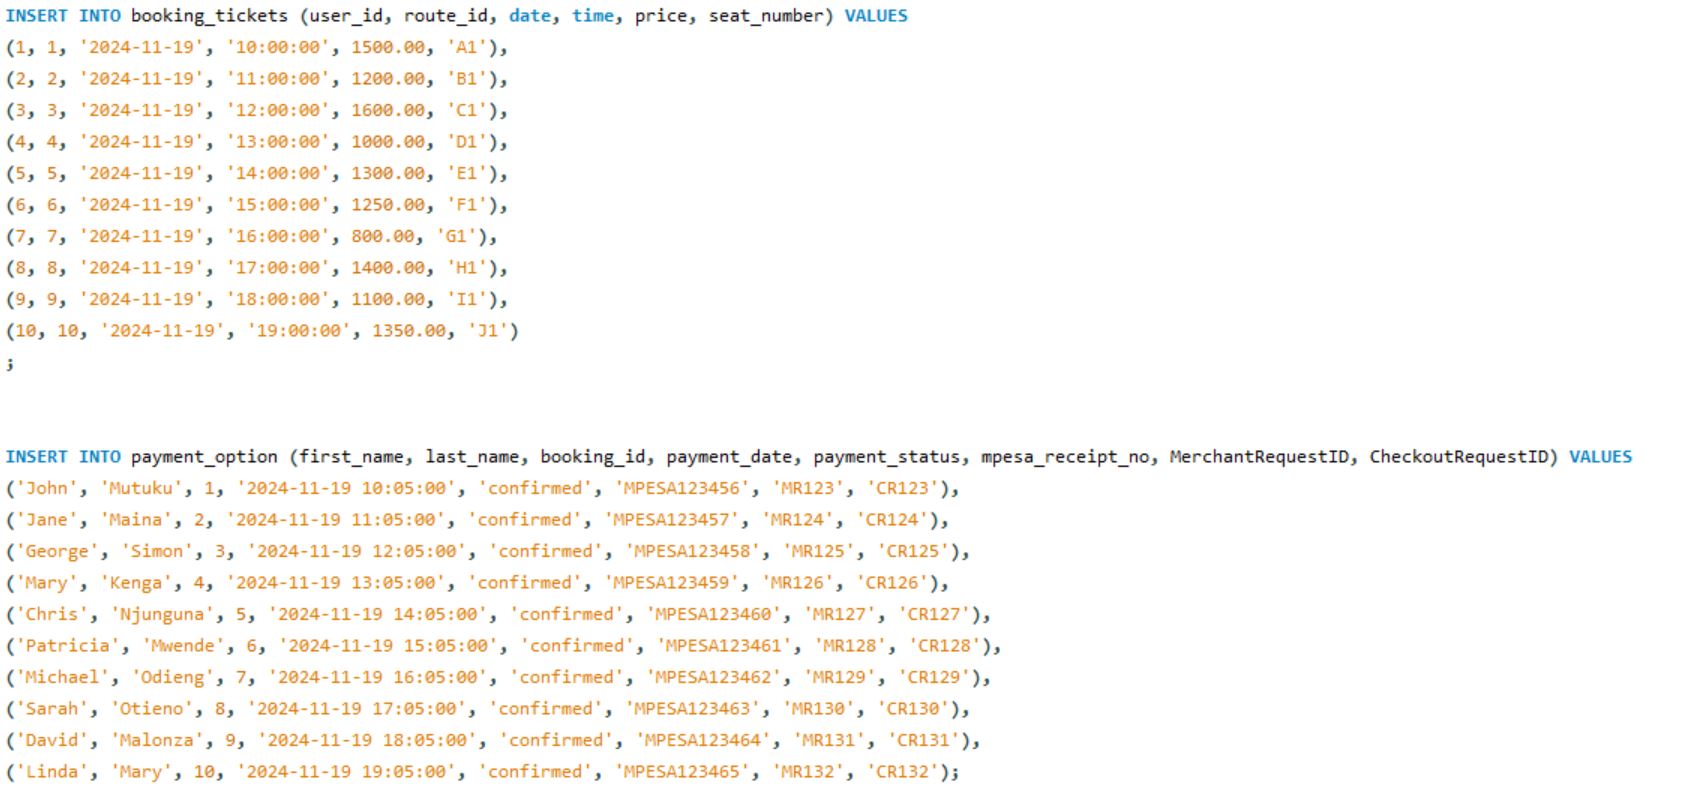 INSERT INTO booking_tickets (user_id, route_id, date, time, price, seat_number) VALUES
(1, 1, '2024-11-19', '10:00:00', 1500.00, 'A1'),
(2, 2, '2024-11-19', '11:00:00', 1200.00, 'B1'),
(3, 3, '2024-11-19', '12:00:00', 1600.00, 'C1'),
(4, 4, '2024-11-19', '13:00:00', 1000.00, 'D1'),
(5, 5, '2024-11-19', '14:00:00', 1300.00, 'E1'),
(6, 6, '2024-11-19', '15:00:00', 1250.00, 'F1'),
(7, 7, '2024-11-19', '16:00:00', 800.00, 'G1'),
(8, 8, '2024-11-19', '17:00:00', 1400.00, 'H1'),
(9, 9, '2024-11-19', '18:00:00', 1100.00, 'I1'),
(10, 10, '2024-11-19', '19:00:00', 1350.00, 'J1')
;
INSERT INTO payment_option (first_name, last_name, booking_id, payment_date, payment_status, mpesa_receipt_no, MerchantRequestID, CheckoutRequestID) VALUES
('John', 'Mutuku', 1, '2024-11-19 10:05:00', 'confirmed', 'MPESA123456', 'MR123', 'CR123'),
('Jane', 'Maina', 2, '2024-11-19 11:05:00', 'confirmed', 'MPESA123457', 'MR124', 'CR124'),
('George', 'Simon', 3, '2024-11-19 12:05:00', 'confirmed', 'MPESA123458', 'MR125', 'CR125'),
('Mary', 'Kenga', 4, '2024-11-19 13:05:00', 'confirmed', 'MPESA123459', 'MR126', 'CR126'),
('Chris', 'Njunguna', 5, '2024-11-19 14:05:00', 'confirmed', 'MPESA123460', 'MR127', 'CR127'),
('Patricia', 'Mwende', 6, '2024-11-19 15:05:00', 'confirmed', 'MPESA123461', 'MR128', 'CR128'),
('Michael', 'Odieng', 7, '2024-11-19 16:05:00', 'confirmed', 'MPESA123462', 'MR129', 'CR129'),
('Sarah', 'Otieno', 8, '2024-11-19 17:05:00', 'confirmed', 'MPESA123463', 'MR130', 'CR130'),
('David', 'Malonza', 9, '2024-11-19 18:05:00', 'confirmed', 'MPESA123464', 'MR131', 'CR131'),
('Linda', 'Mary', 10, '2024-11-19 19:05:00', 'confirmed', 'MPESA123465', 'MR132', 'CR132');